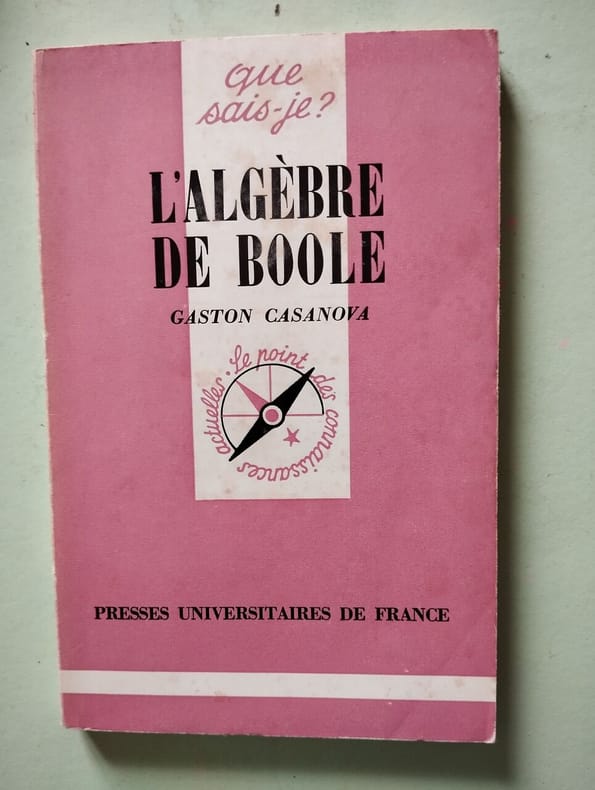 que
sais-je?
L'ALGÈBRE
DE BOOLE
GASTON CASANOVA
Le point des connaissances actuelles.
PRESSES UNIVERSITAIRES DE FRANCE